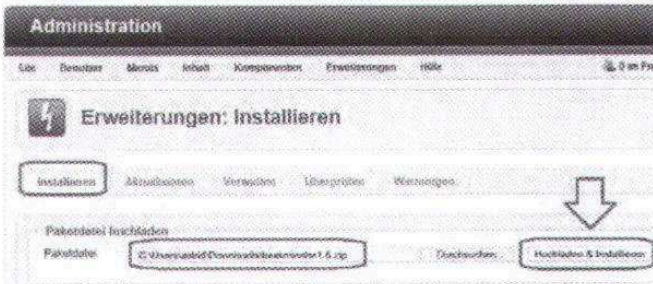 Administration
Site Benutzer Menüs Inhalt Komponenten Erweiterungen Hilfe
Erweiterungen: Installieren
Installieren Aktualisieren Verwalten Überprüfen Warnungen
Paketdatei hochladen
Paketdatei Durchsuchen Hochladen & Installieren